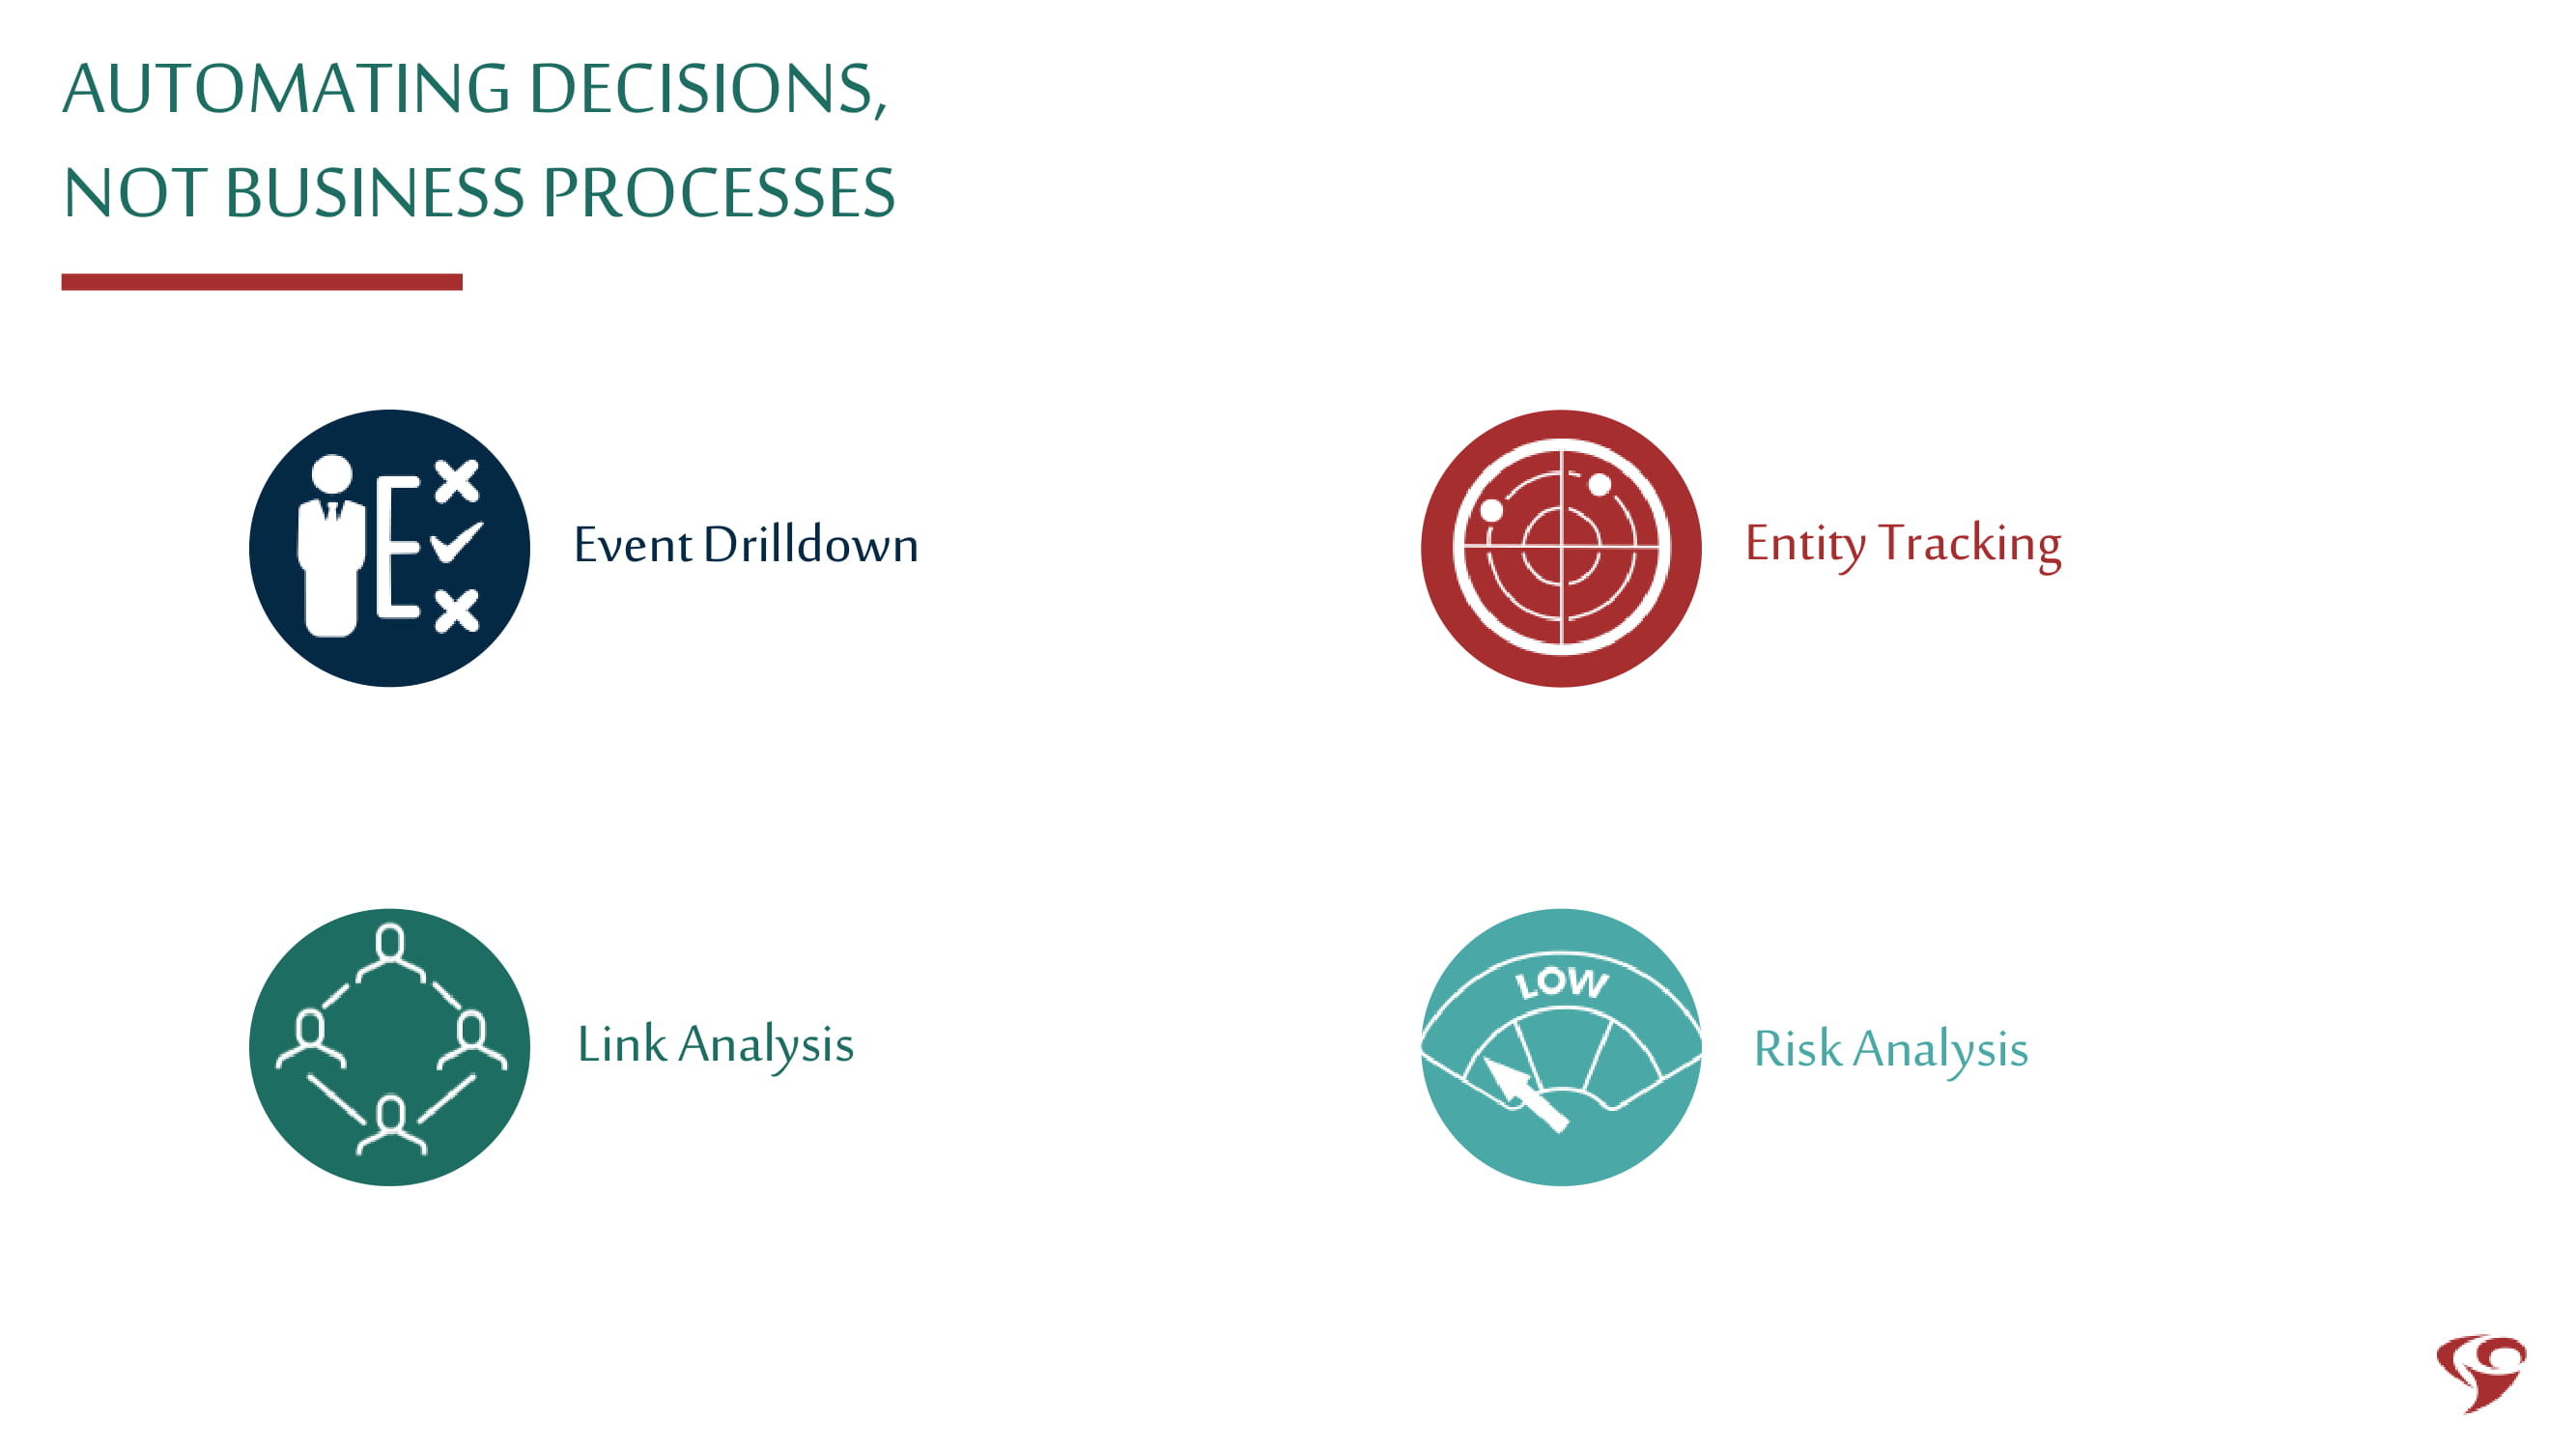 AUTOMATING DECISIONS,
NOT BUSINESS PROCESSES
Event Drilldown
Entity Tracking
Link Analysis
LOW
Risk Analysis